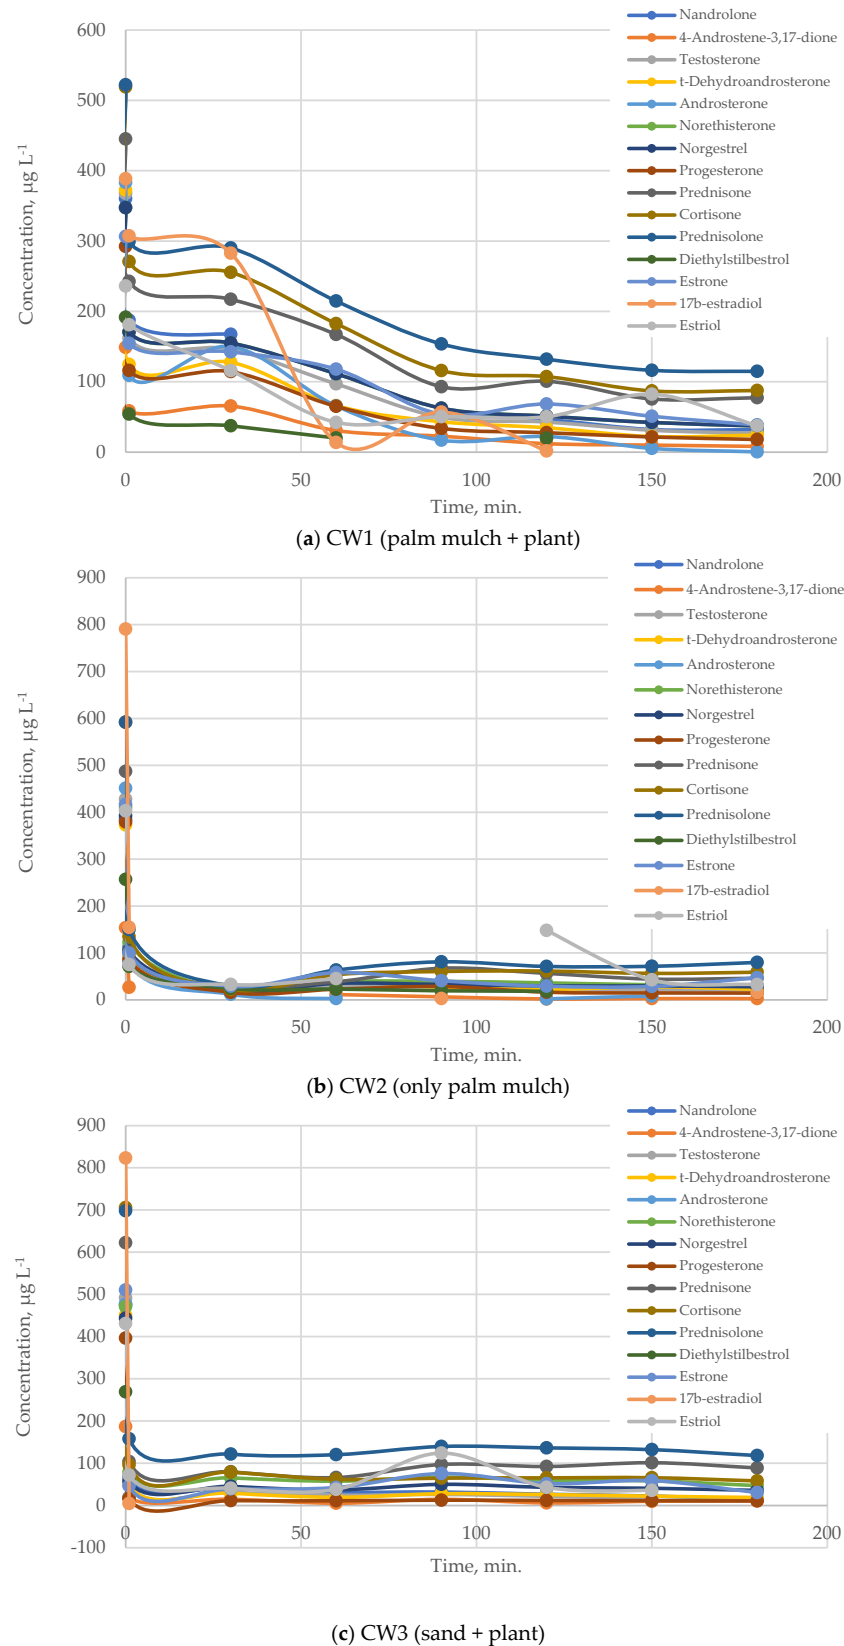 600
500
400
300
200
100
0
0
50
100
150
200
Concentration, µg L-1
Time, min.
Nandrolone
4-Androstene-3,17-dione
Testosterone
t-Dehydroandrosterone
Androsterone
Norethisterone
Norgestrel
Progesterone
Prednisone
Cortisone
Prednisolone
Diethylstilbestrol
Estrone
17b-estradiol
Estriol
(a) CW1 (palm mulch + plant)
900
800
700
600
500
400
300
200
100
0
0
50
100
150
200
Concentration, µg L-1
Time, min.
Nandrolone
4-Androstene-3,17-dione
Testosterone
t-Dehydroandrosterone
Androsterone
Norethisterone
Norgestrel
Progesterone
Prednisone
Cortisone
Prednisolone
Diethylstilbestrol
Estrone
17b-estradiol
Estriol
(b) CW2 (only palm mulch)
900
800
700
600
500
400
300
200
100
0
-100
0
50
100
150
200
Concentration, µg L-1
Time, min.
Nandrolone
4-Androstene-3,17-dione
Testosterone
t-Dehydroandrosterone
Androsterone
Norethisterone
Norgestrel
Progesterone
Prednisone
Cortisone
Prednisolone
Diethylstilbestrol
Estrone
17b-estradiol
Estriol
(c) CW3 (sand + plant)